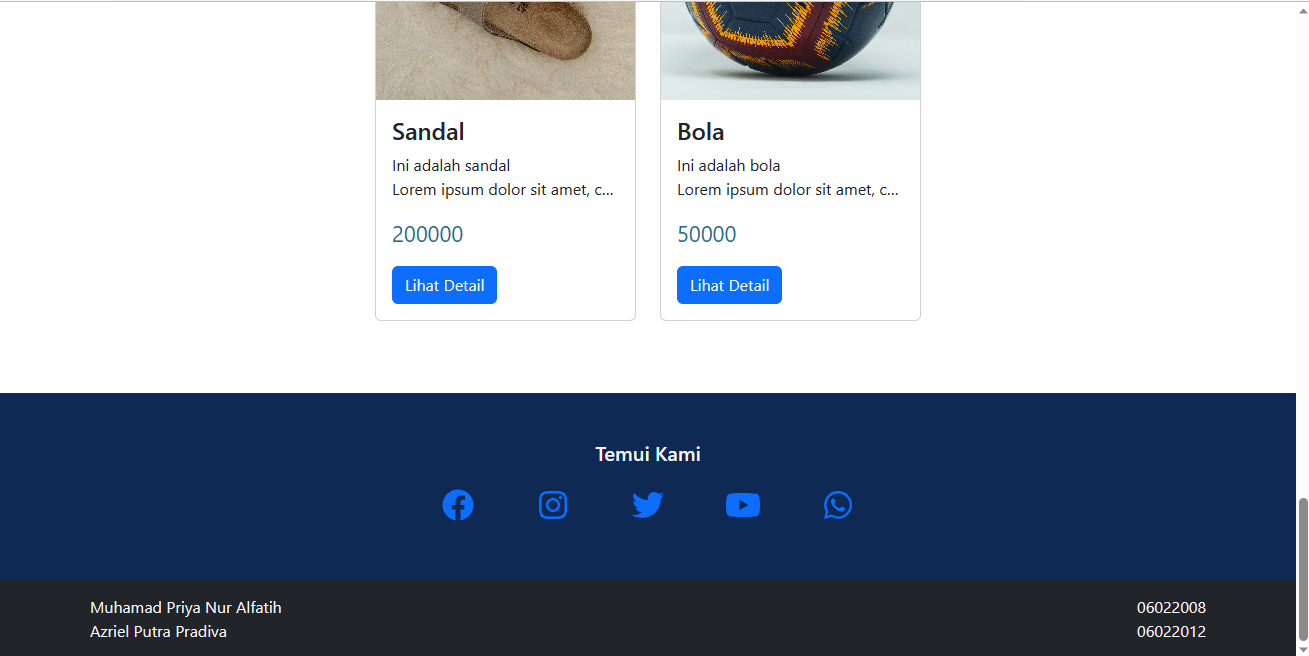 Sandal
Ini adalah sandal
Lorem ipsum dolor sit amet, c...
200000
Lihat Detail
Bola
Ini adalah bola
Lorem ipsum dolor sit amet, c...
50000
Lihat Detail
Temui Kami
Muhamad Priya Nur Alfatih 06022008
Azriel Putra Pradiva 06022012